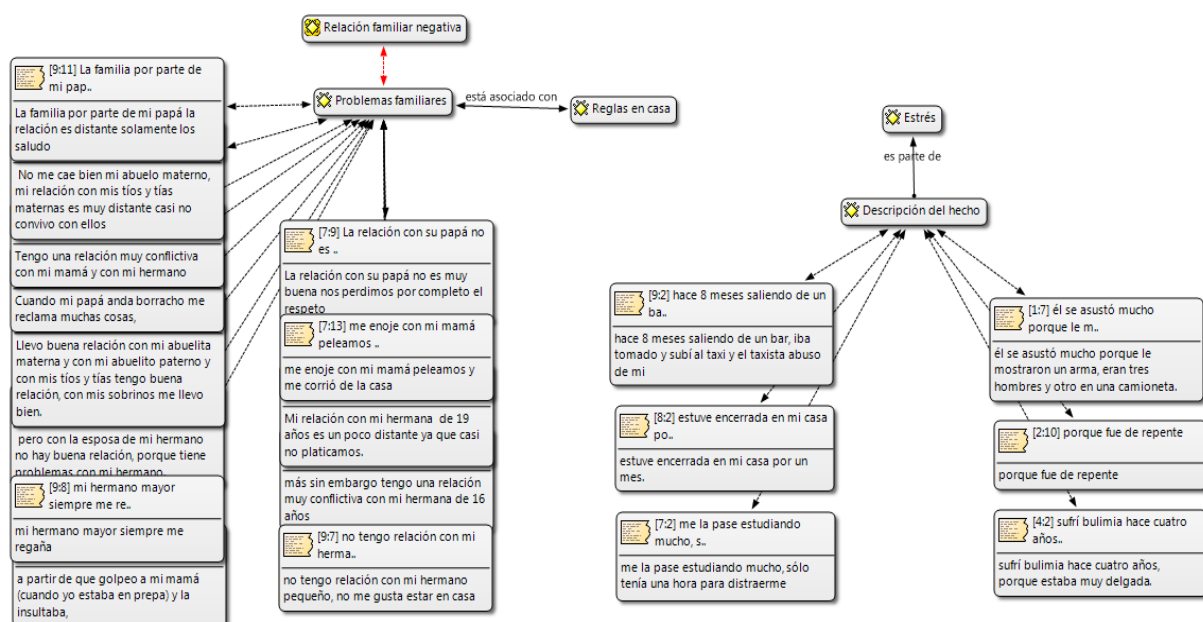 Relación familiar negativa
Problemas familiares
está asociado con
Reglas en casa
[9:11] La familia por parte de
mi pap..
La familia por parte de mi papá la
relación es distante solamente los
saludo
No me cae bien mi abuelo materno,
mi relación con mis tíos y tías
maternas es muy distante casi no
convivo con ellos
Tengo una relación muy conflictiva
con mi mamá y con mi hermano
Cuando mi papá anda borracho me
reclama muchas cosas,
Llevo buena relación con mi abuelita
materna y con mi abuelito paterno y
con mis tíos y tías tengo buena
relación, con mis sobrinos me llevo
bien.
pero con la esposa de mi hermano
no hay buena relación, porque tiene
problemas con mi hermano.
[9:8] mi hermano mayor
siempre me re..
mi hermano mayor siempre me
regaña
a partir de que golpeo a mi mamá
(cuando yo estaba en prepa) y la
insultaba,
[7:9] La relación con su papá no
es ..
La relación con su papá no es muy
buena nos perdimos por completo el
respeto
[7:13] me enoje con mi mamá
peleamos ..
me enoje con mi mamá peleamos y
me corrió de la casa
Mi relación con mi hermana de 19
años es un poco distante ya que casi
no platicamos.
más sin embargo tengo una relación
muy conflictiva con mi hermana de 16
años
[9:7] no tengo relación con mi
herma..
no tengo relación con mi hermano
pequeño, no me gusta estar en casa
Estrés
es parte de
Descripción del hecho
[9:2] hace 8 meses saliendo de un
ba..
hace 8 meses saliendo de un bar, iba
tomado y subí al taxi y el taxista abuso
de mi
[8:2] estuve encerrada en mi casa
po..
estuve encerrada en mi casa por un
mes.
[7:2] me la pase estudiando
mucho, s..
me la pase estudiando mucho, sólo
tenía una hora para distraerme
[1:7] él se asustó mucho
porque le m..
él se asustó mucho porque le
mostraron un arma, eran tres
hombres y otro en una camioneta.
[2:10] porque fue de repente
porque fue de repente
[4:2] sufrí bulimia hace cuatro
años..
sufrí bulimia hace cuatro años,
porque estaba muy delgada.